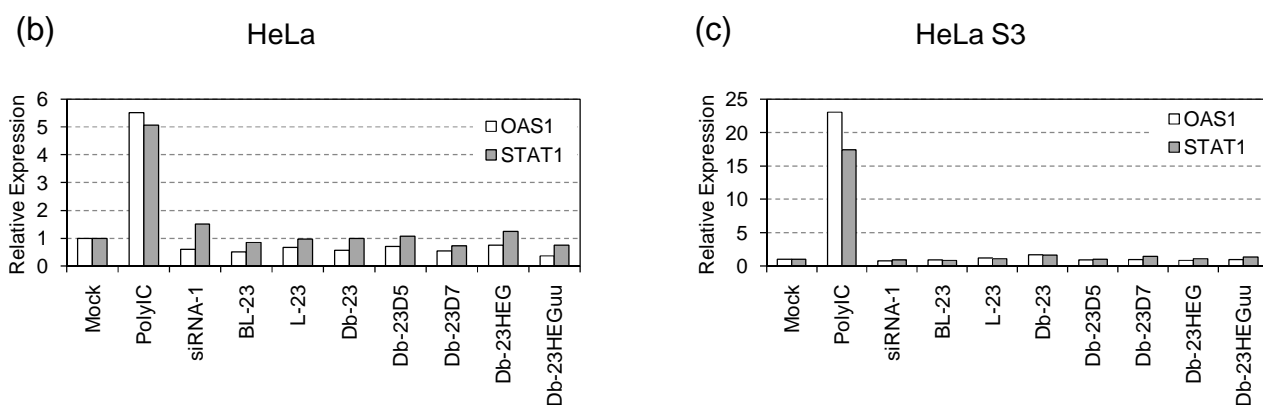 (b)
HeLa
Relative Expression
6
5
4
3
2
1
0
OAS1
STAT1
Mock
PolyIC
siRNA-1
BL-23
L-23
Db-23
Db-23D5
Db-23D7
Db-23HEG
Db-23HEGuu
(c)
HeLa S3
Relative Expression
25
20
15
10
5
0
OAS1
STAT1
Mock
PolyIC
siRNA-1
BL-23
L-23
Db-23
Db-23D5
Db-23D7
Db-23HEG
Db-23HEGuu